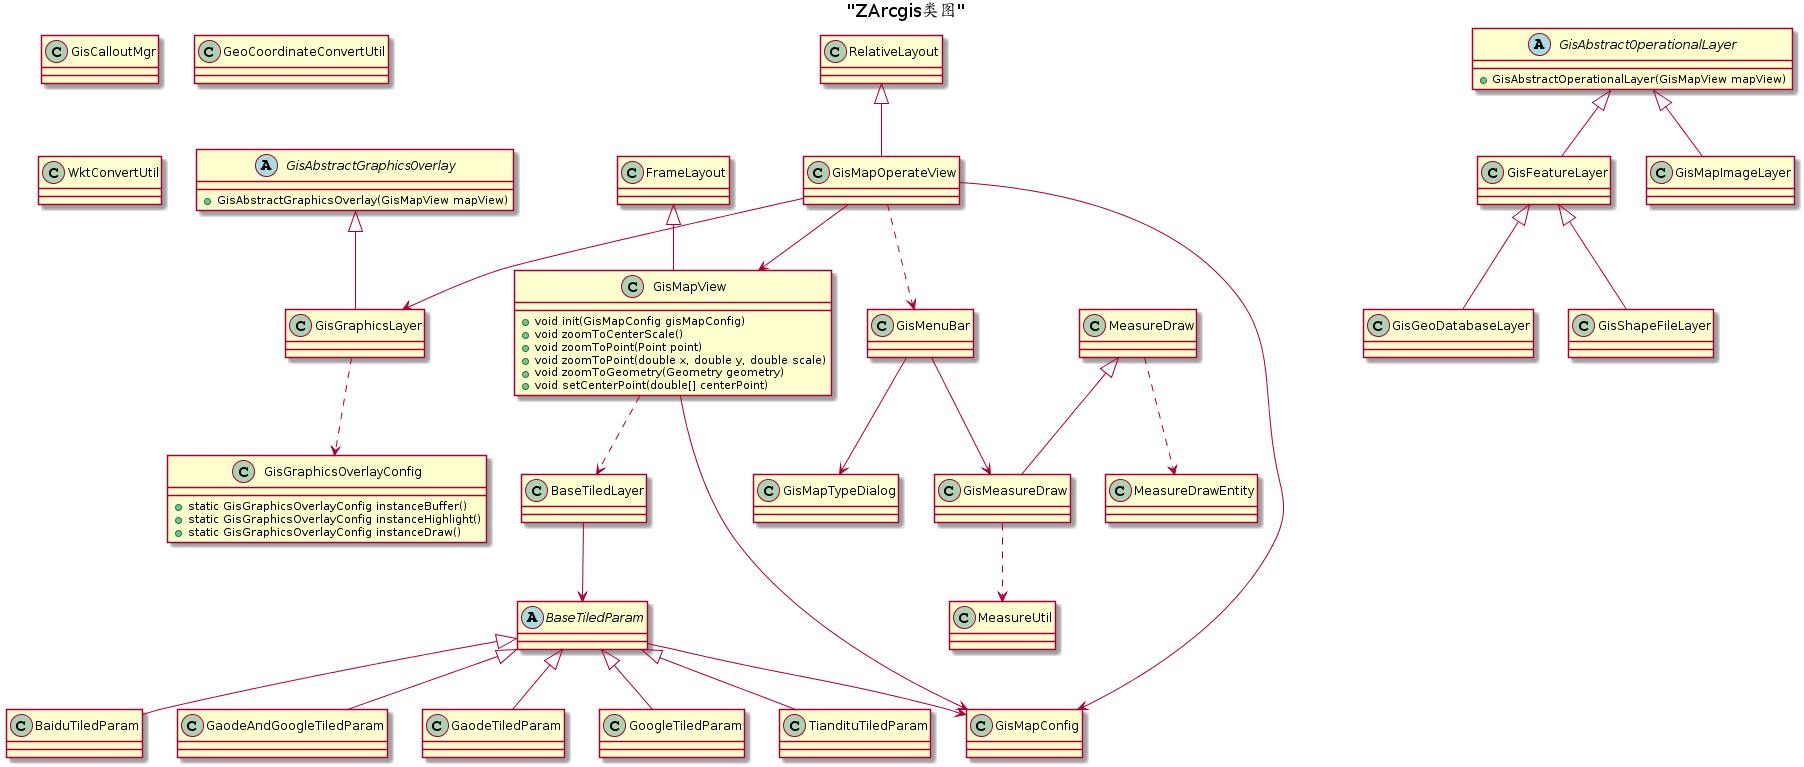 "ZArcgis类图"
C GisCalloutMgr
C GeoCoordinateConvertUtil
C RelativeLayout
A GisAbstractOperationalLayer
GisAbstractOperationalLayer(GisMapView mapView)
C WktConvertUtil
A GisAbstractGraphicsOverlay
GisAbstractGraphicsOverlay(GisMapView mapView)
C FrameLayout
C GisMapOperateView
C GisFeatureLayer
C GisMapImageLayer
C GisGraphicsLayer
C GisMapView
void init(GisMapConfig gisMapConfig)
void zoomToCenterScale()
void zoomToPoint(Point point)
void zoomToPoint(double x, double y, double scale)
void zoomToGeometry(Geometry geometry)
void setCenterPoint(double[] centerPoint)
C GisMenuBar
C MeasureDraw
C GisGeoDatabaseLayer
C GisShapeFileLayer
C GisGraphicsOverlayConfig
static GisGraphicsOverlayConfig instanceBuffer()
static GisGraphicsOverlayConfig instanceHighlight()
static GisGraphicsOverlayConfig instanceDraw()
C BaseTiledLayer
C GisMapTypeDialog
C GisMeasureDraw
C MeasureDrawEntity
A BaseTiledParam
C MeasureUtil
C BaiduTiledParam
C GaodeAndGoogleTiledParam
C GaodeTiledParam
C GoogleTiledParam
C TiandituTiledParam
C GisMapConfig